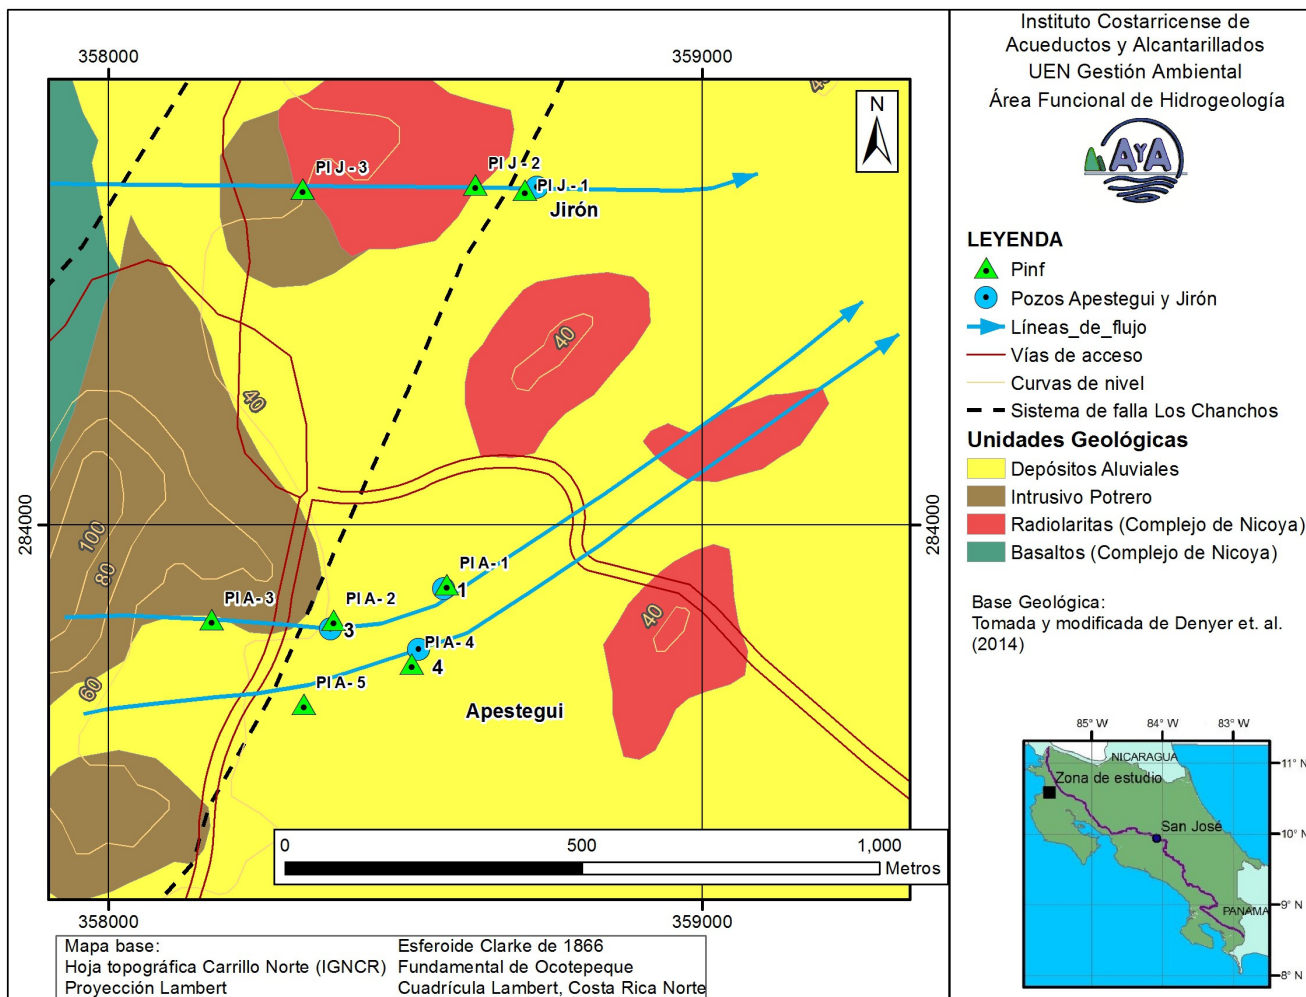 358000
359000
40
N
PI J - 3
PI J - 2
PI J - 1
Jirón
40
40
284000
284000
100
80
PI A - 1
1
PI A - 3
PI A - 2
3
PI A - 4
4
40
60
PI A - 5
Apestegui
0
500
1,000
Metros
358000
359000
Mapa base:
Hoja topográfica Carrillo Norte (IGNCR)
Proyección Lambert
Esferoide Clarke de 1866
Fundamental de Ocotepeque
Cuadrícula Lambert, Costa Rica Norte
Instituto Costarricense de
Acueductos y Alcantarillados
UEN Gestión Ambiental
Área Funcional de Hidrogeología
AYA
LEYENDA
Pinf
Pozos Apestegui y Jirón
Líneas_de_flujo
Vías de acceso
Curvas de nivel
Sistema de falla Los Chanchos
Unidades Geológicas
Depósitos Aluviales
Intrusivo Potrero
Radiolaritas (Complejo de Nicoya)
Basaltos (Complejo de Nicoya)
Base Geológica:
Tomada y modificada de Denyer et. al.
(2014)
85° W
84° W
83° W
NICARAGUA
11° N
Zona de estudio
San José
10° N
9° N
PANAMA
8° N